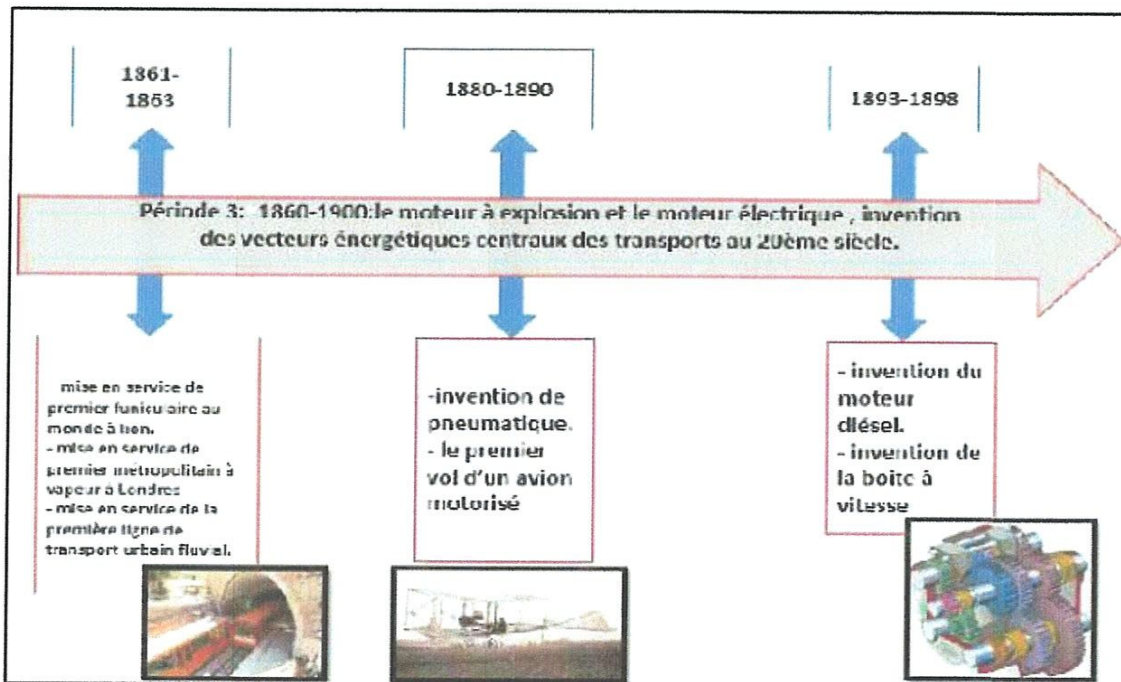 1861-
1863
1880-1890
1893-1898
Période 3: 1860-1900:le moteur à explosion et le moteur électrique , invention
des vecteurs énergétiques centraux des transports au 20ème siècle.
mise en service de
premier funiculaire au
monde à lion.
- mise en service de
premier métropolitain à
vapeur à Londres
- mise en service de la
première ligne de
transport urbain fluvial.
-invention de
pneumatique.
- le premier
vol d'un avion
motorisé
- invention du
moteur
diésel.
- invention de
la boite à
vitesse